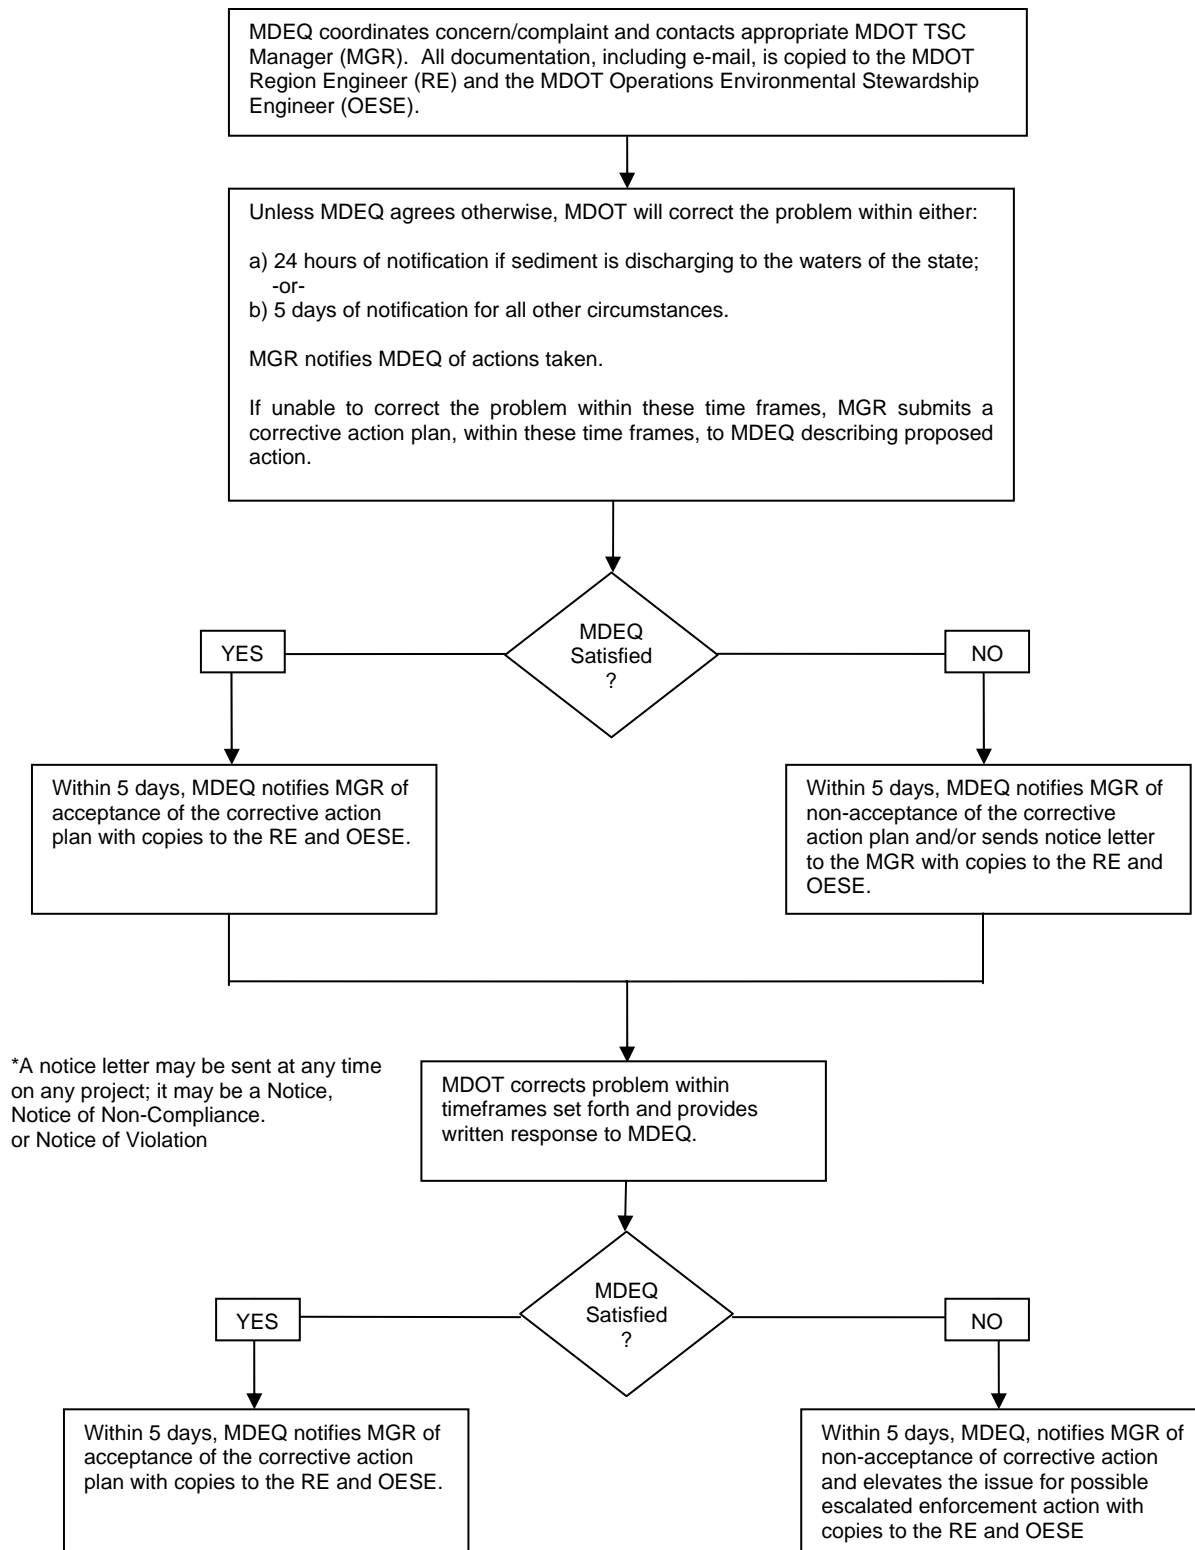 MDEQ coordinates concern/complaint and contacts appropriate MDOT TSC
Manager (MGR).  All documentation, including e-mail, is copied to the MDOT
Region Engineer (RE) and the MDOT Operations Environmental Stewardship
Engineer (OESE).
Unless MDEQ agrees otherwise, MDOT will correct the problem within either:
a) 24 hours of notification if sediment is discharging to the waters of the state;
-or-
b) 5 days of notification for all other circumstances.
MGR notifies MDEQ of actions taken.
If unable to correct the problem within these time frames, MGR submits a
corrective action plan, within these time frames, to MDEQ describing proposed
action.
MDEQ
Satisfied
?
YES
NO
Within 5 days, MDEQ notifies MGR of
acceptance of the corrective action
plan with copies to the RE and OESE.
Within 5 days, MDEQ notifies MGR of
non-acceptance of the corrective
action plan and/or sends notice letter
to the MGR with copies to the RE and
OESE.
*A notice letter may be sent at any time
on any project; it may be a Notice,
Notice of Non-Compliance.
or Notice of Violation
MDOT corrects problem within
timeframes set forth and provides
written response to MDEQ.
MDEQ
Satisfied
?
YES
NO
Within 5 days, MDEQ notifies MGR of
acceptance of the corrective action
plan with copies to the RE and OESE.
Within 5 days, MDEQ, notifies MGR of
non-acceptance of corrective action
and elevates the issue for possible
escalated enforcement action with
copies to the RE and OESE